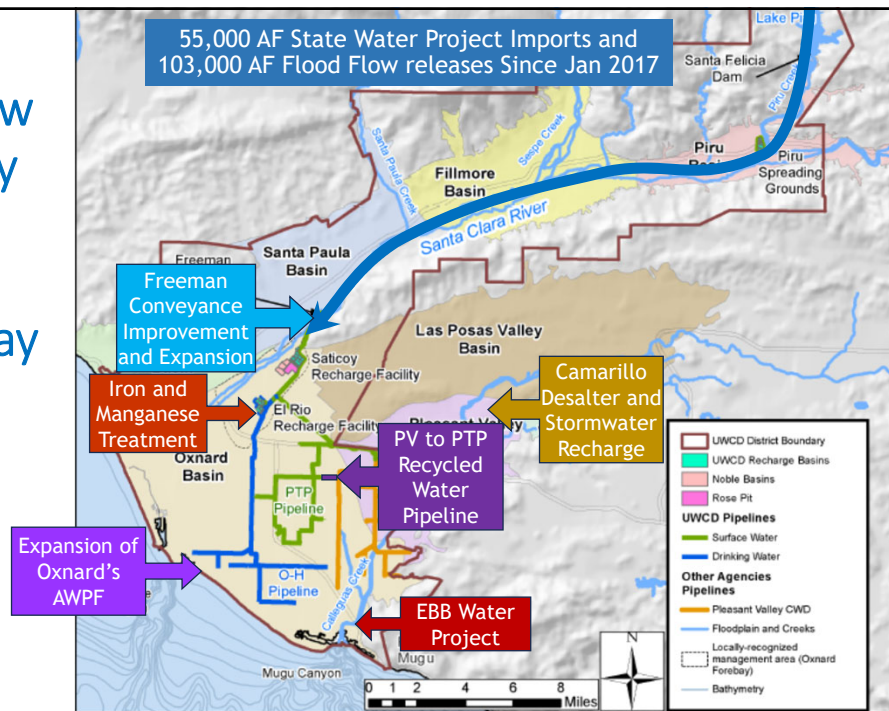 55,000 AF State Water Project Imports and
103,000 AF Flood Flow releases Since Jan 2017
Lake
Santa Felicia
Dam
Piru Creek
Sespe Creek
Santa Paula Creek
Fillmore
Basin
Piru
Piru
Spreading
Grounds
Santa Clara River
Santa Paula
Basin
Freeman
Freeman
Conveyance
Improvement
and Expansion
Las Posas Valley
Basin
Saticoy
Recharge Facility
Camarillo
Desalter and
Stormwater
Recharge
Iron and
Manganese
Treatment
El Rio
Recharge Facility
Oxnard
Basin
PV to PTP
Recycled
Water
Pipeline
PTP
Pipeline
Expansion of
Oxnard's
AWPF
O-H
Pipeline
Calleguas Creek
EBB Water
Project
Mugu
Mugu Canyon
UWCD District Boundary
UWCD Recharge Basins
Noble Basins
Rose Pit
UWCD Pipelines
Surface Water
Drinking Water
Other Agencies
Pipelines
Pleasant Valley CWD
Floodplain and Creeks
Locally-recognized
management area (Oxnard
Forebay)
Bathymetry
N
0 1 2 4 6 8
Miles